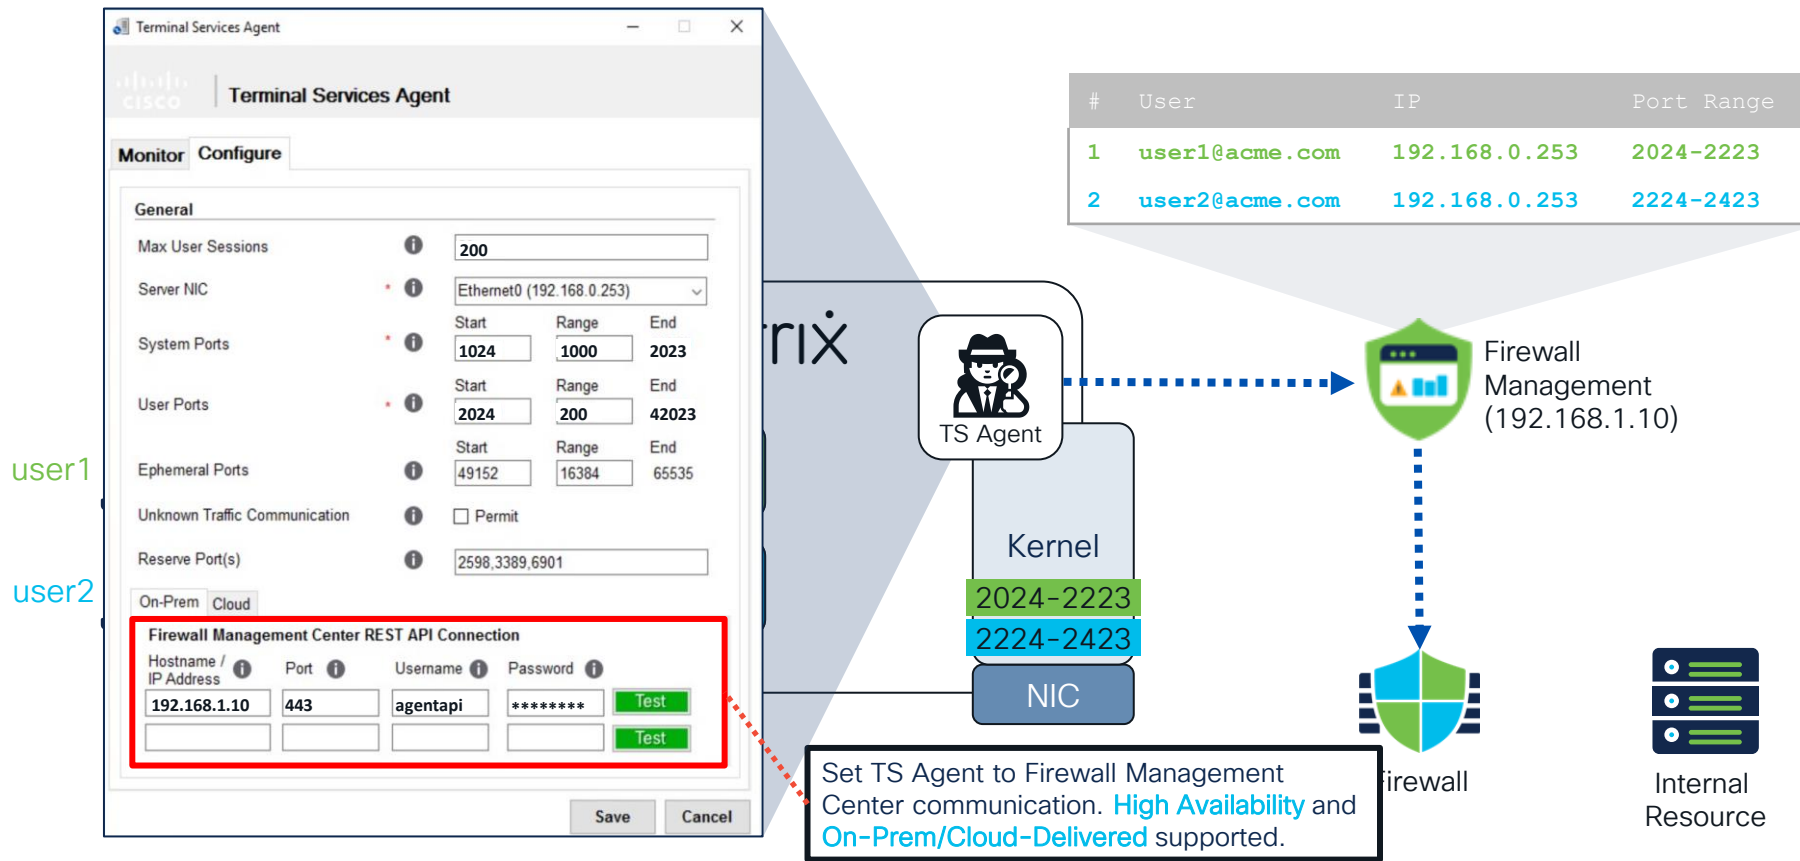 Terminal Services Agent
CISCO
Terminal Services Agent
Monitor Configure
General
Max User Sessions 200
Server NIC * Ethernet0 (192.168.0.253)
Start Range End
System Ports * 1024 1000 2023
Start Range End
User Ports * 2024 200 42023
Start Range End
Ephemeral Ports 49152 16384 65535
Unknown Traffic Communication Permit
Reserve Port(s) 2598,3389,6901
On-Prem Cloud
Firewall Management Center REST API Connection
Hostname / IP Address Port Username Password
192.168.1.10 443 agentapi ******** Test
Test
Save Cancel
user1
user2
TS Agent
Kernel
2024-2223
2224-2423
NIC
# User IP Port Range
1 user1@acme.com 192.168.0.253 2024-2223
2 user2@acme.com 192.168.0.253 2224-2423
Firewall
Management
(192.168.1.10)
Set TS Agent to Firewall Management
Center communication. High Availability and
On-Prem/Cloud-Delivered supported.
irewall
Internal
Resource